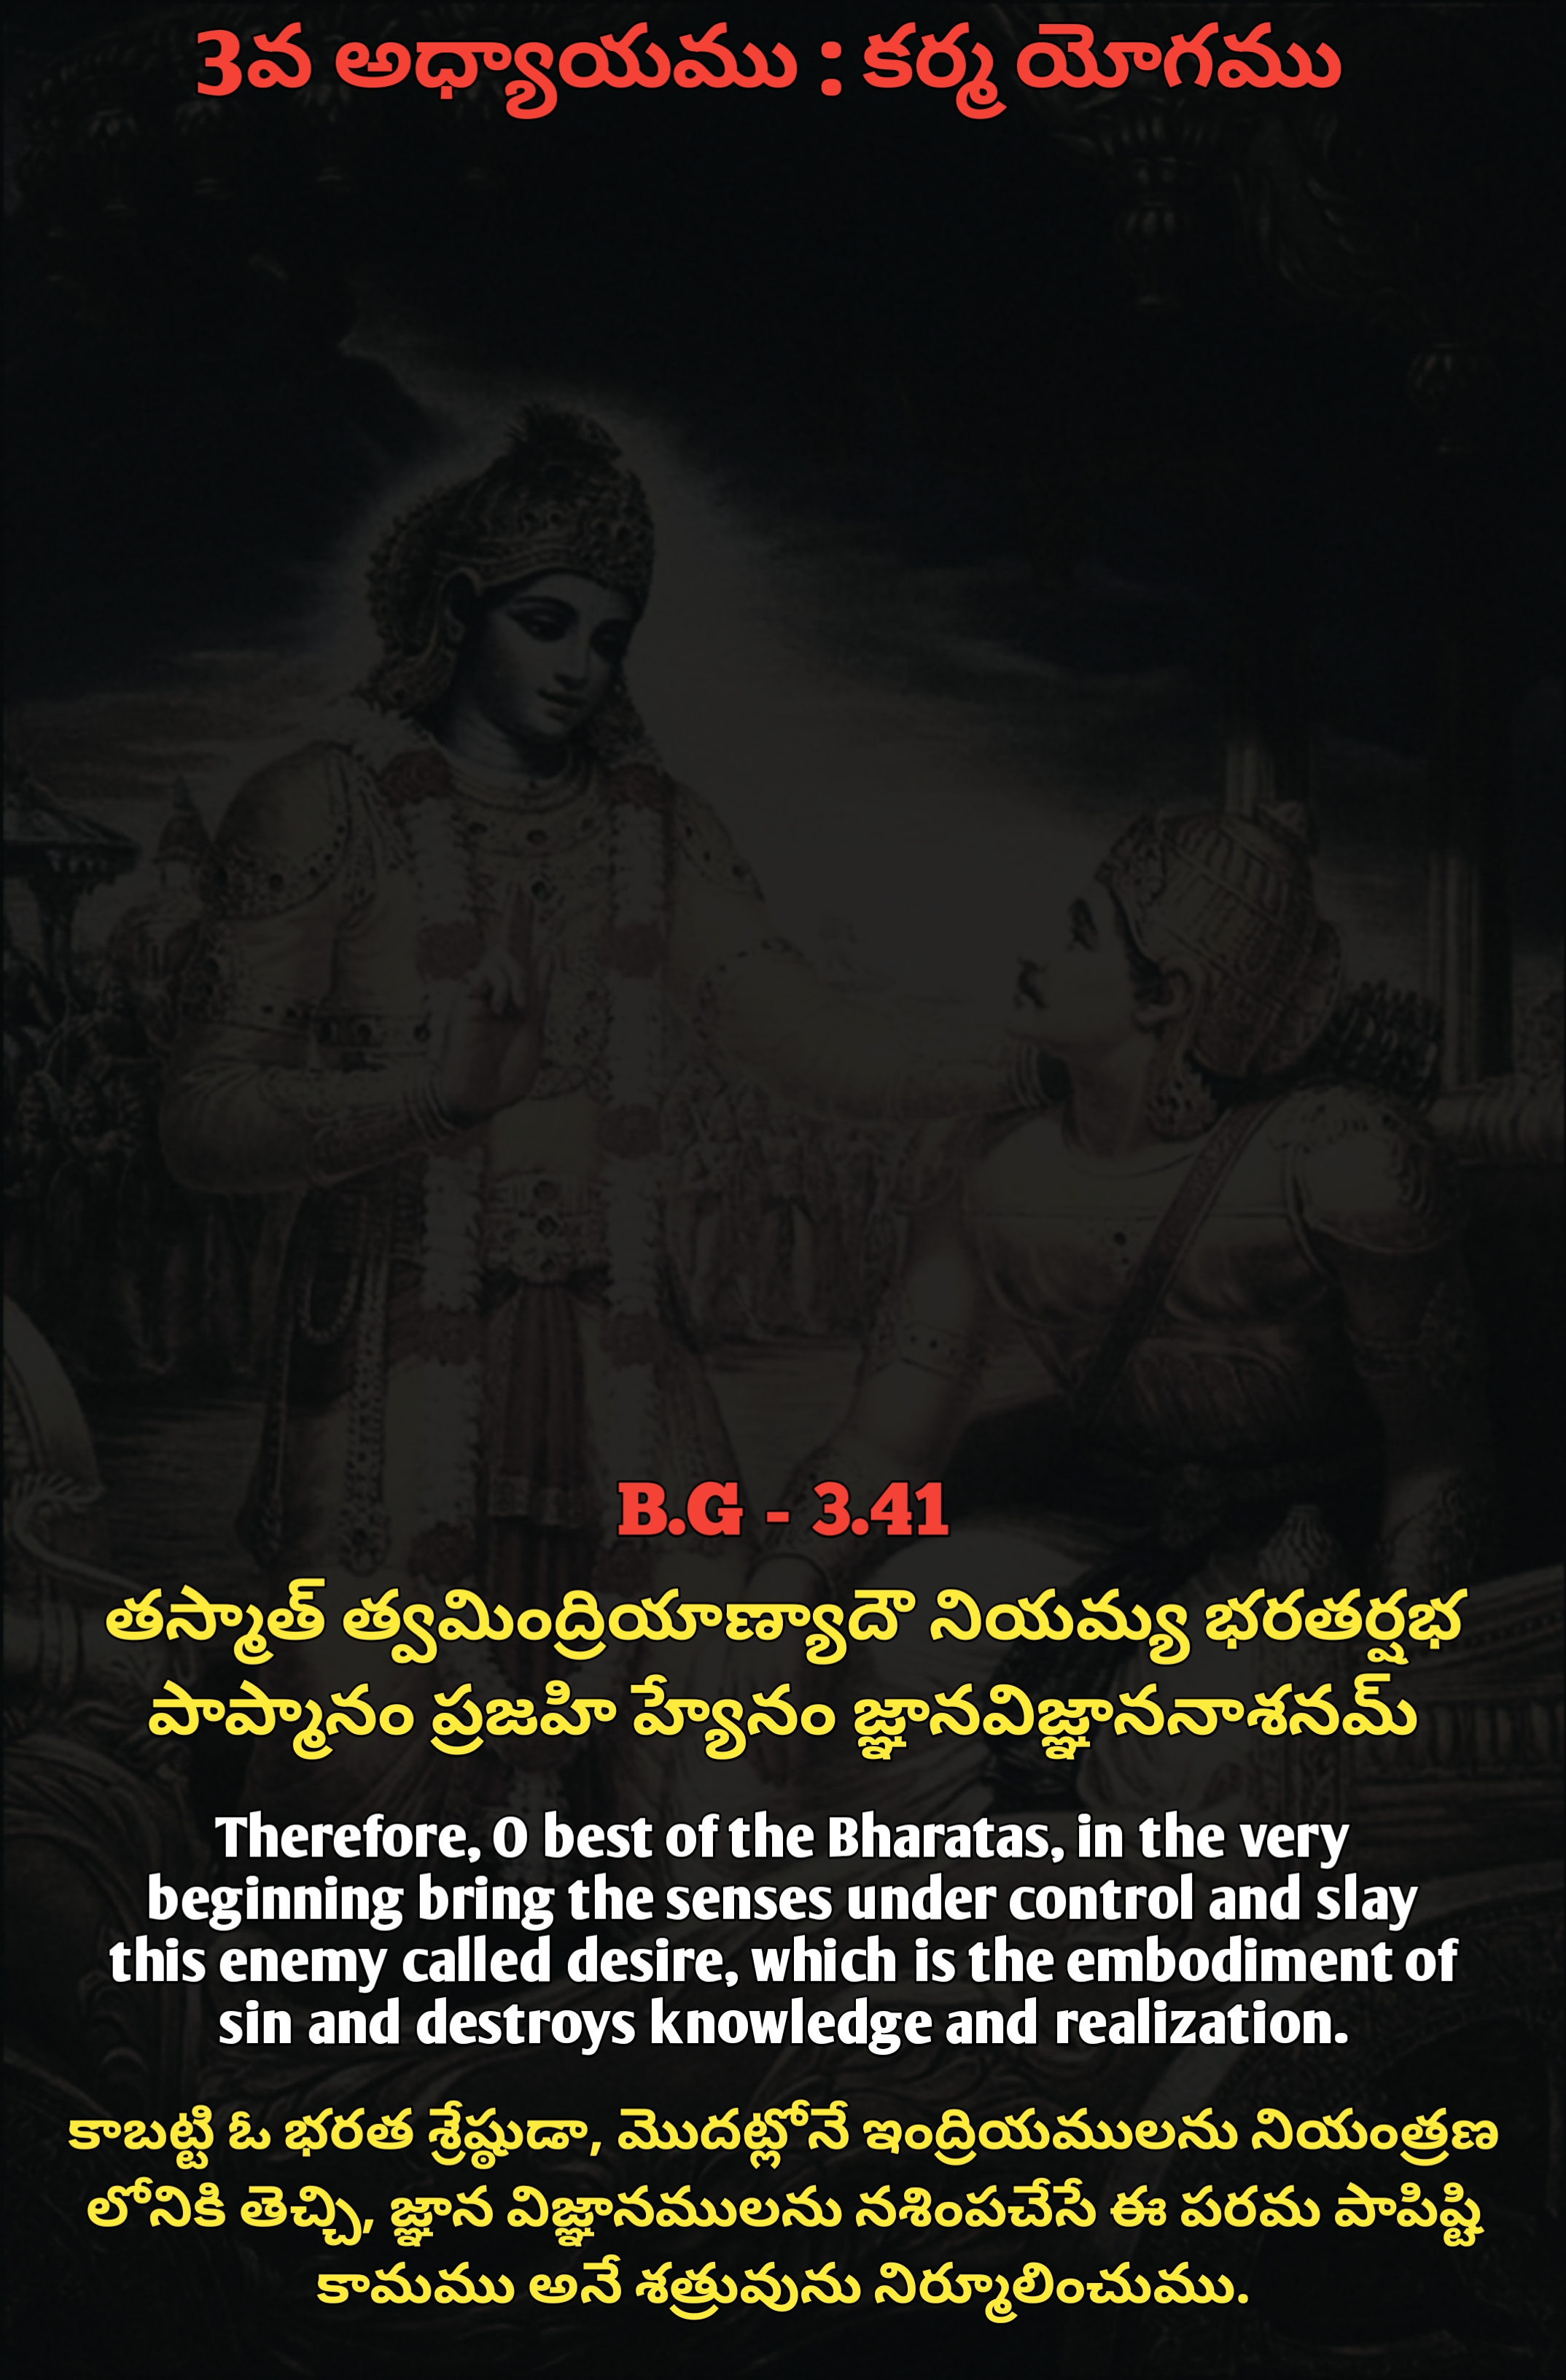 3వ అధ్యాయము : కర్మ యోగము
B.G - 3.41
తస్మాత్ త్వమింద్రియాణ్యాదౌ నియమ్య భరతర్షభ
పాప్మానం ప్రజహి హ్యేనం జ్ఞానవిజ్ఞాననాశనమ్
Therefore, O best of the Bharatas, in the very
beginning bring the senses under control and slay
this enemy called desire, which is the embodiment of
sin and destroys knowledge and realization.
కాబట్టి ఓ భరత శ్రేష్ఠుడా, మొదట్లోనే ఇంద్రియములను నియంత్రణ
లోనికి తెచ్చి, జ్ఞాన విజ్ఞానములను నశింపచేసే ఈ పరమ పాపిష్టి
కామము అనే శత్రువును నిర్మూలించుము.